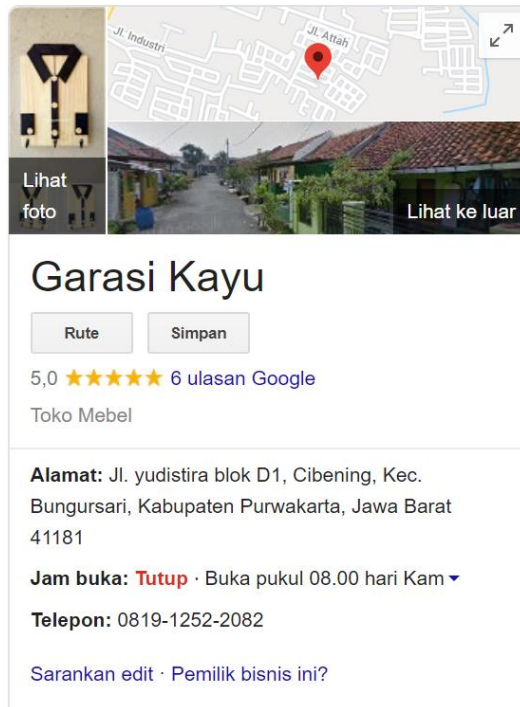 Jl. Industri
Jl. Attah
Lihat
foto
Lihat ke luar
Garasi Kayu
Rute
Simpan
5,0 ★★★★★ 6 ulasan Google
Toko Mebel
Alamat: Jl. yudistira blok D1, Cibening, Kec.
Bungursari, Kabupaten Purwakarta, Jawa Barat
41181
Jam buka: Tutup · Buka pukul 08.00 hari Kam
Telepon: 0819-1252-2082
Sarankan edit · Pemilik bisnis ini?